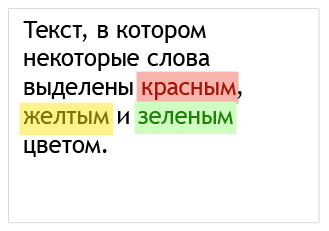 Текст, в котором
некоторые слова
выделены красным,
желтым и зеленым
цветом.